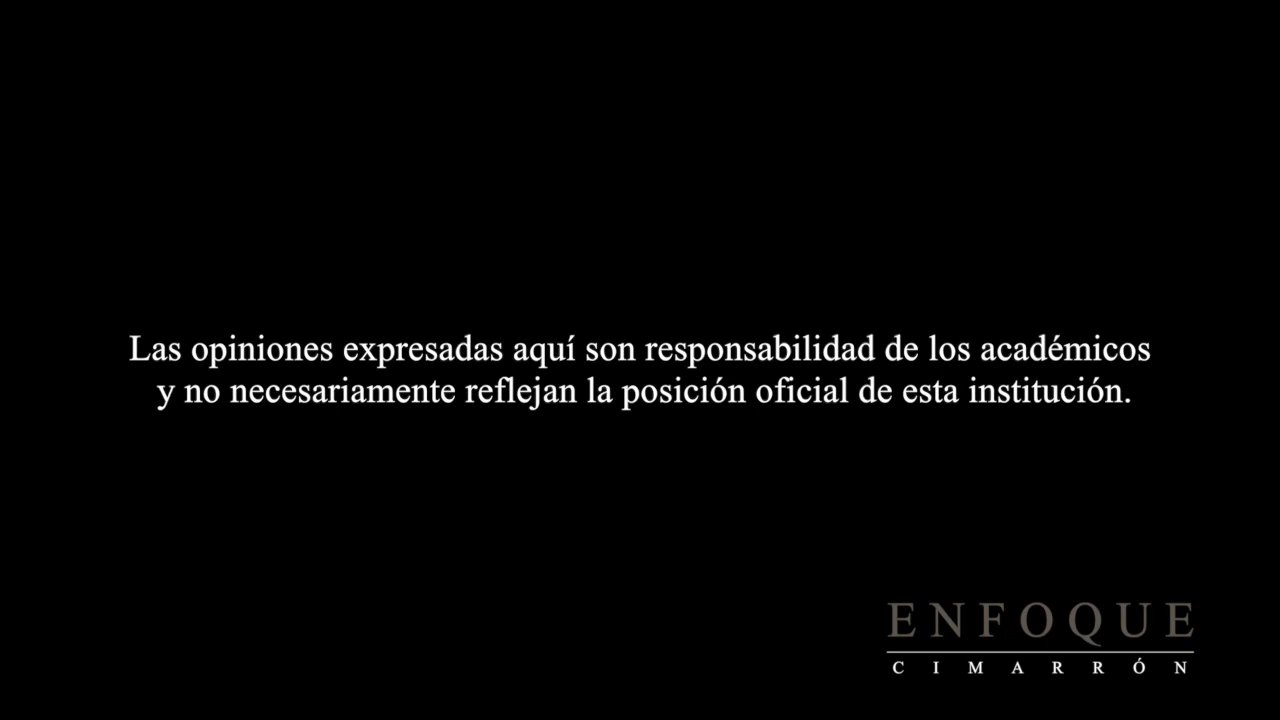 Las opiniones expresadas aquí son responsabilidad de los académicos
y no necesariamente reflejan la posición oficial de esta institución.
ENFOQUE
CIMARRÓN